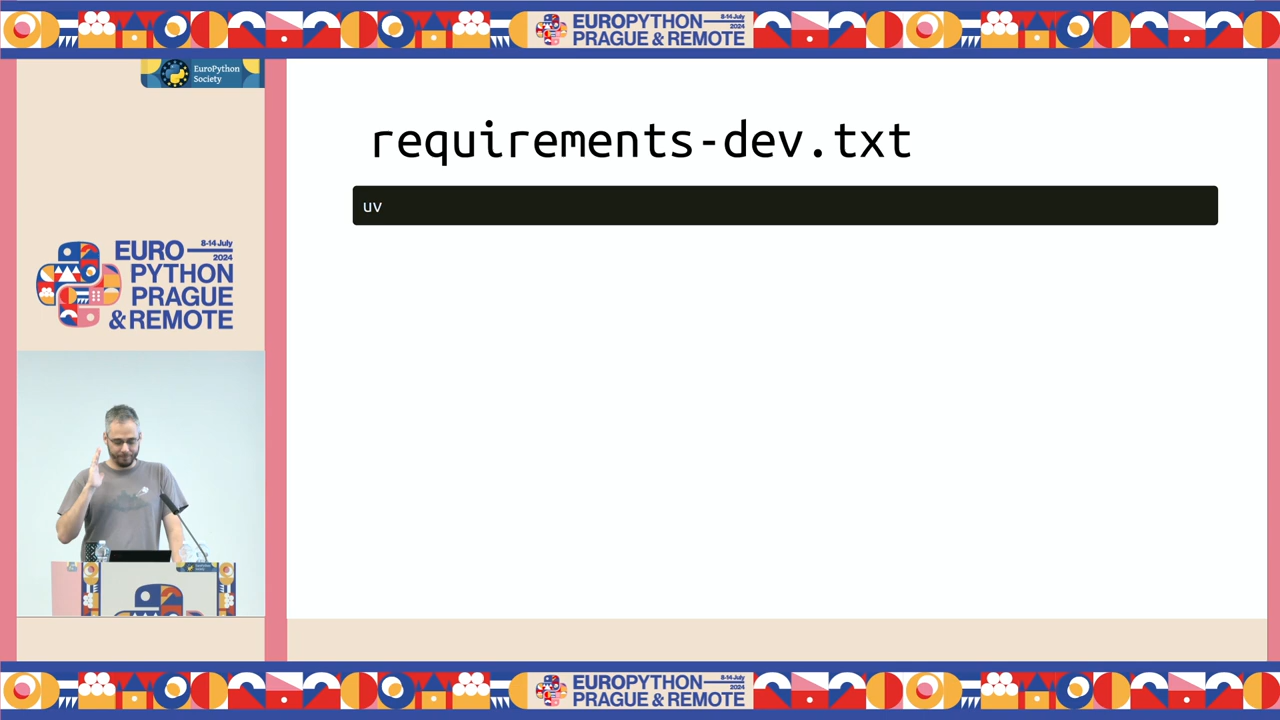 EUROPYTHON
8-14 July
2024
PRAGUE & REMOTE
EuroPython
Society
requirements-dev.txt
uv
EURO
8-14 July
2024
PYTHON
PRAGUE
& REMOTE
EUROPYTHON
8-14 July
2024
PRAGUE & REMOTE